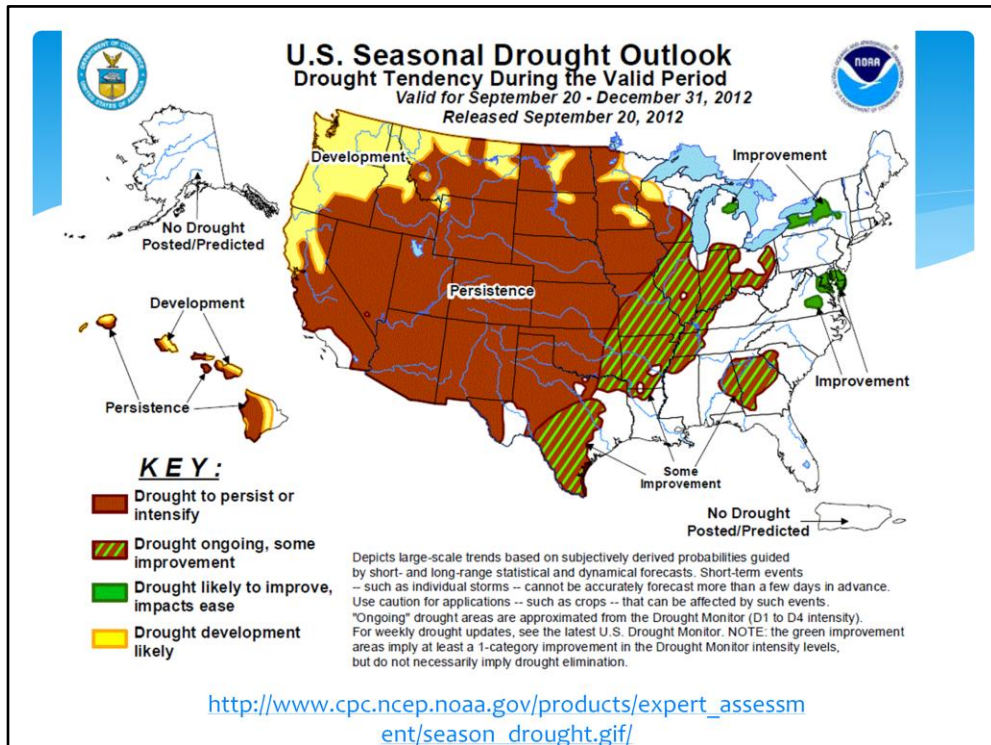 U.S. Seasonal Drought Outlook
Drought Tendency During the Valid Period
Valid for September 20 - December 31, 2012
Released September 20, 2012
DEPARTMENT OF COMMERCE
UNITED STATES OF AMERICA
NOAA
Development
Improvement
No Drought
Posted/Predicted
Development
Persistence
Persistence
Improvement
Some
Improvement
No Drought
Posted/Predicted
KEY:
Drought to persist or
intensify
Drought ongoing, some
improvement
Drought likely to improve,
impacts ease
Drought development
likely
Depicts large-scale trends based on subjectively derived probabilities guided
by short- and long-range statistical and dynamical forecasts. Short-term events
-- such as individual storms -- cannot be accurately forecast more than a few days in advance.
Use caution for applications -- such as crops -- that can be affected by such events.
"Ongoing" drought areas are approximated from the Drought Monitor (D1 to D4 intensity).
For weekly drought updates, see the latest U.S. Drought Monitor. NOTE: the green improvement
areas imply at least a 1-category improvement in the Drought Monitor intensity levels,
but do not necessarily imply drought elimination.
http://www.cpc.ncep.noaa.gov/products/expert_assessm
ent/season_drought.gif/